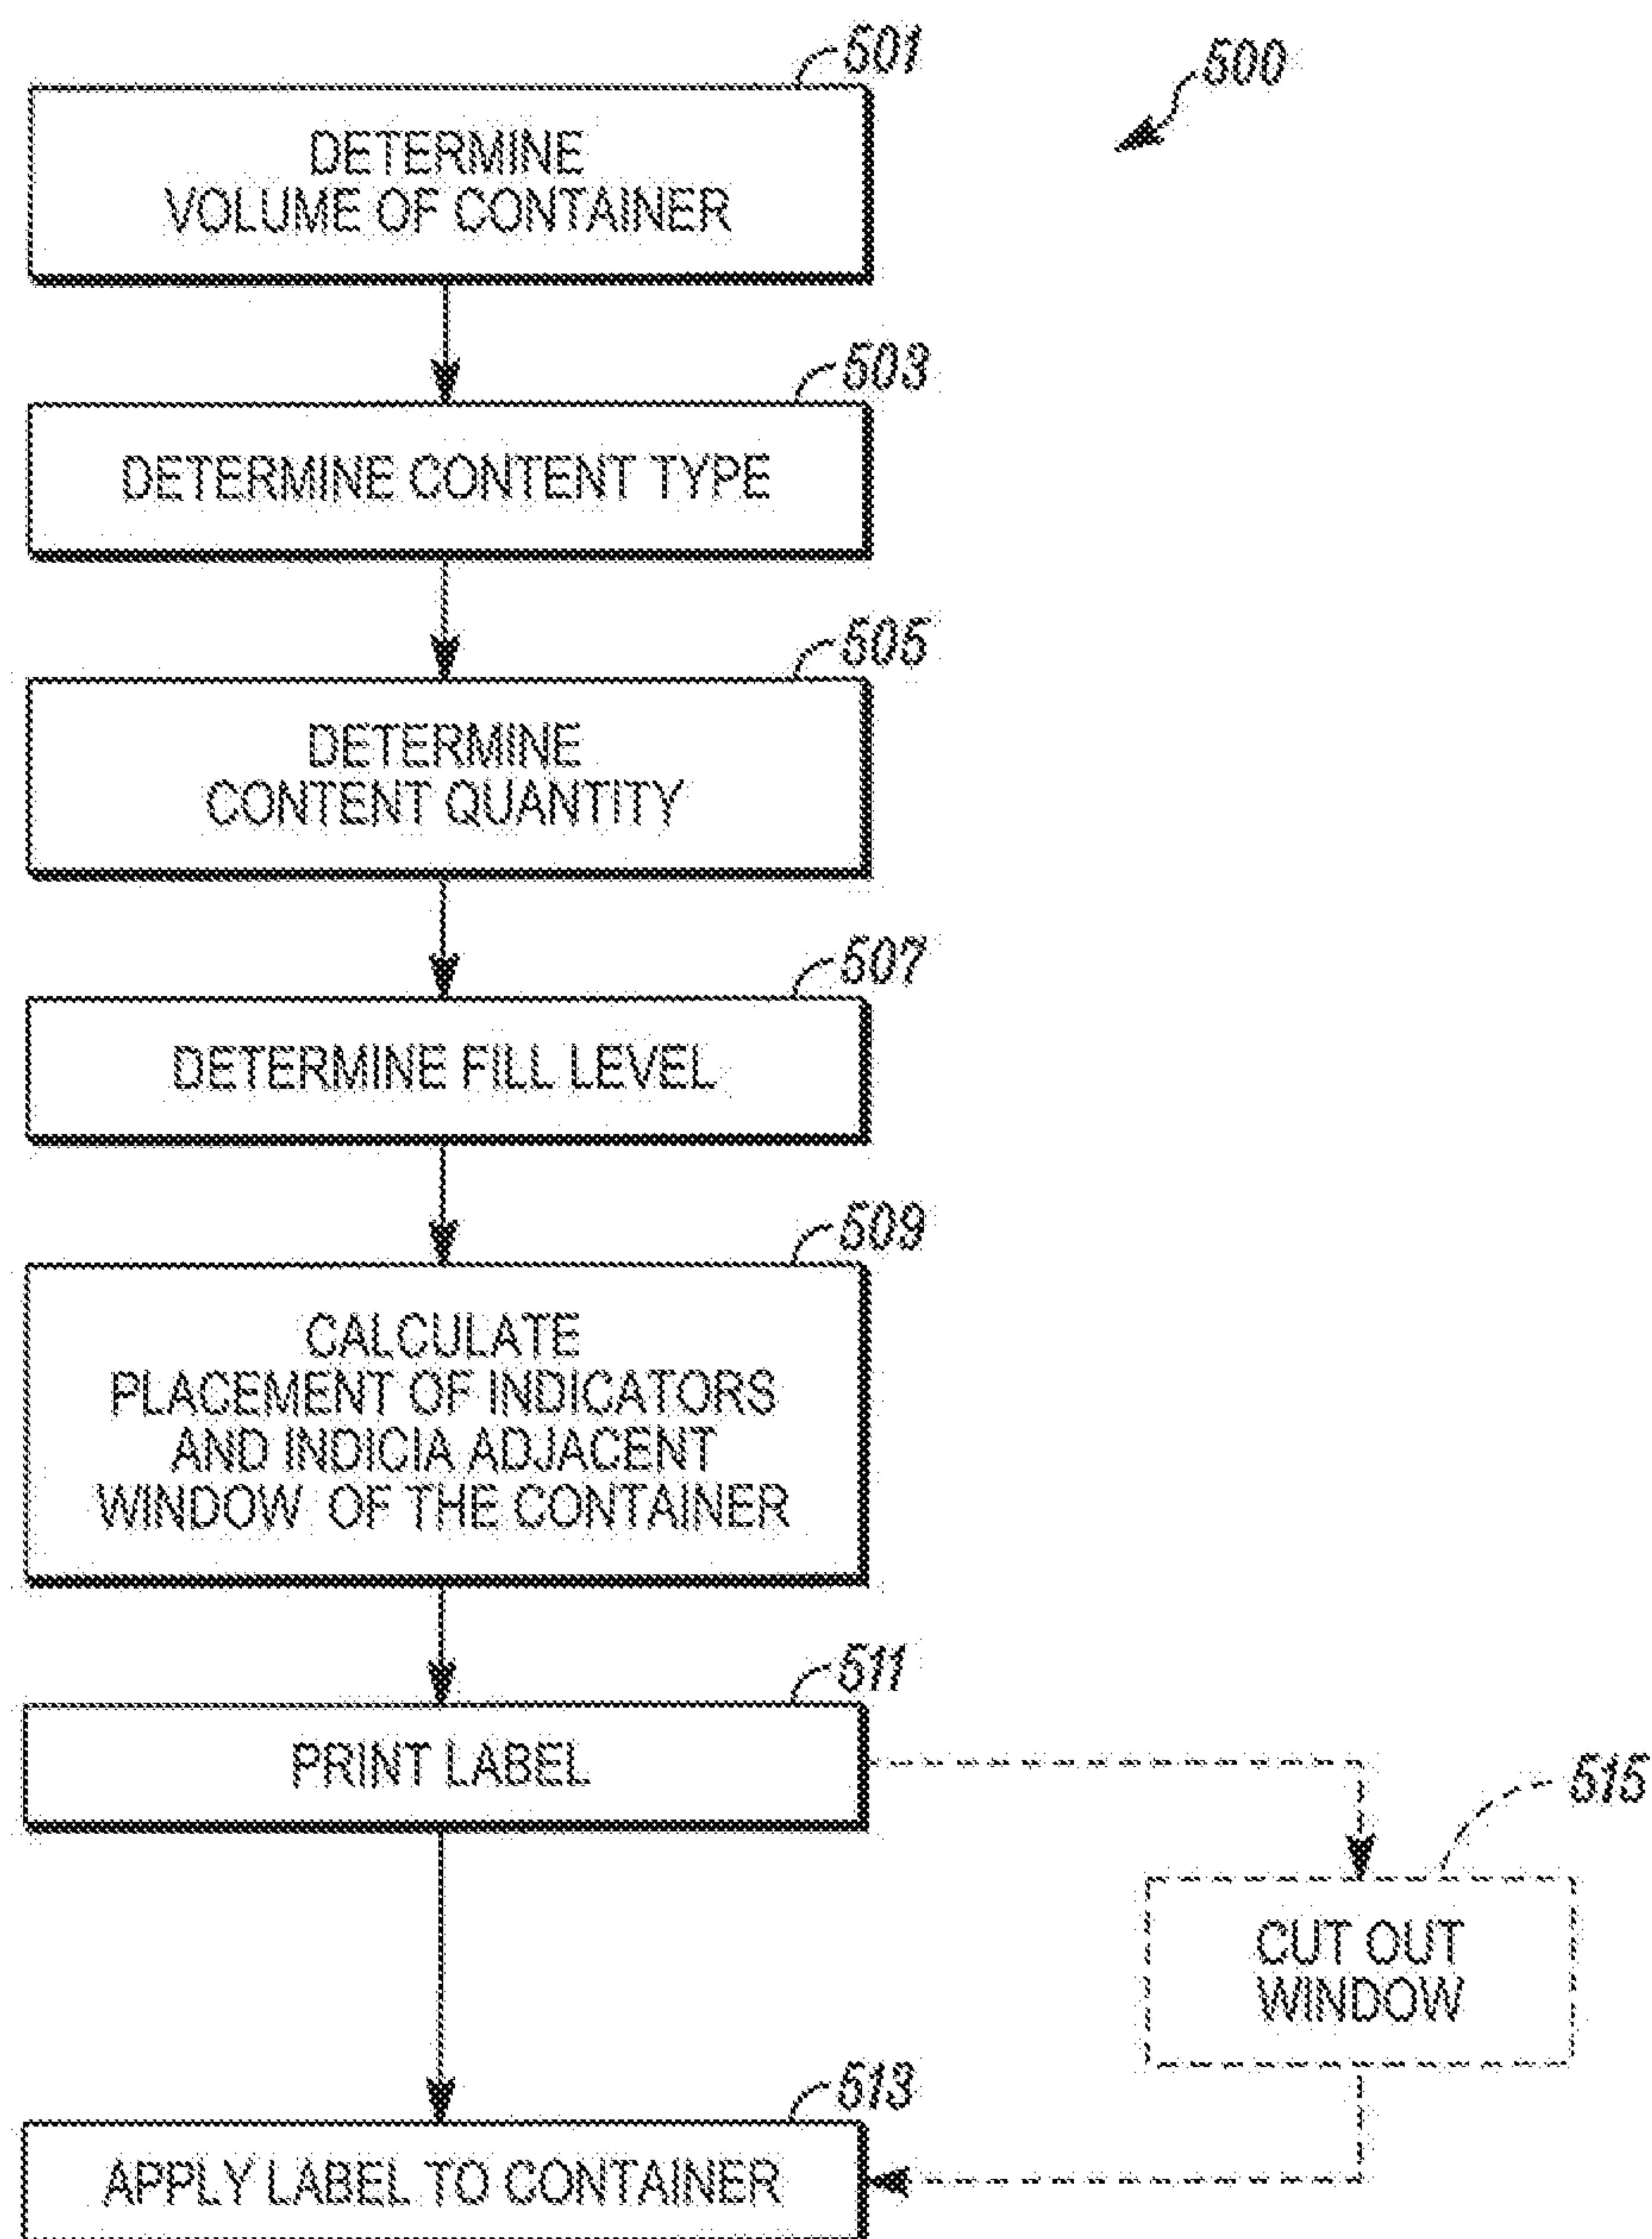 501
500
DETERMINE
VOLUME OF CONTAINER
503
DETERMINE CONTENT TYPE
505
DETERMINE
CONTENT QUANTITY
507
DETERMINE FILL LEVEL
509
CALCULATE
PLACEMENT OF INDICATORS
AND INDICIA ADJACENT
WINDOW OF THE CONTAINER
511
PRINT LABEL
515
CUT OUT
WINDOW
513
APPLY LABEL TO CONTAINER